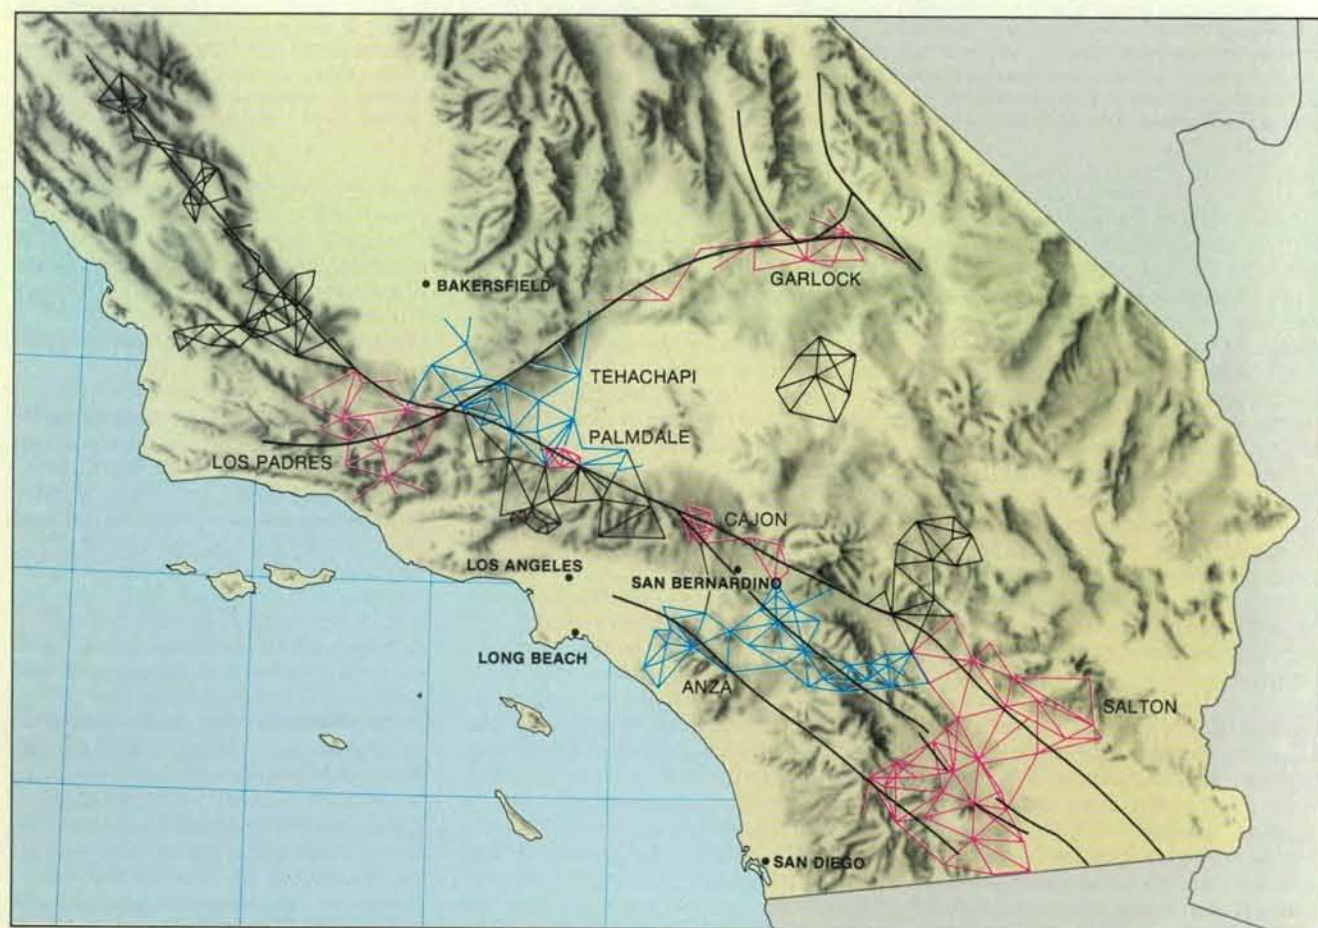 GARLOCK
BAKERSFIELD
TEHACHAPI
PALMDALE
LOS PADRES
CAJON
LOS ANGELES
SAN BERNARDINO
LONG BEACH
ANZA
SALTON
SAN DIEGO